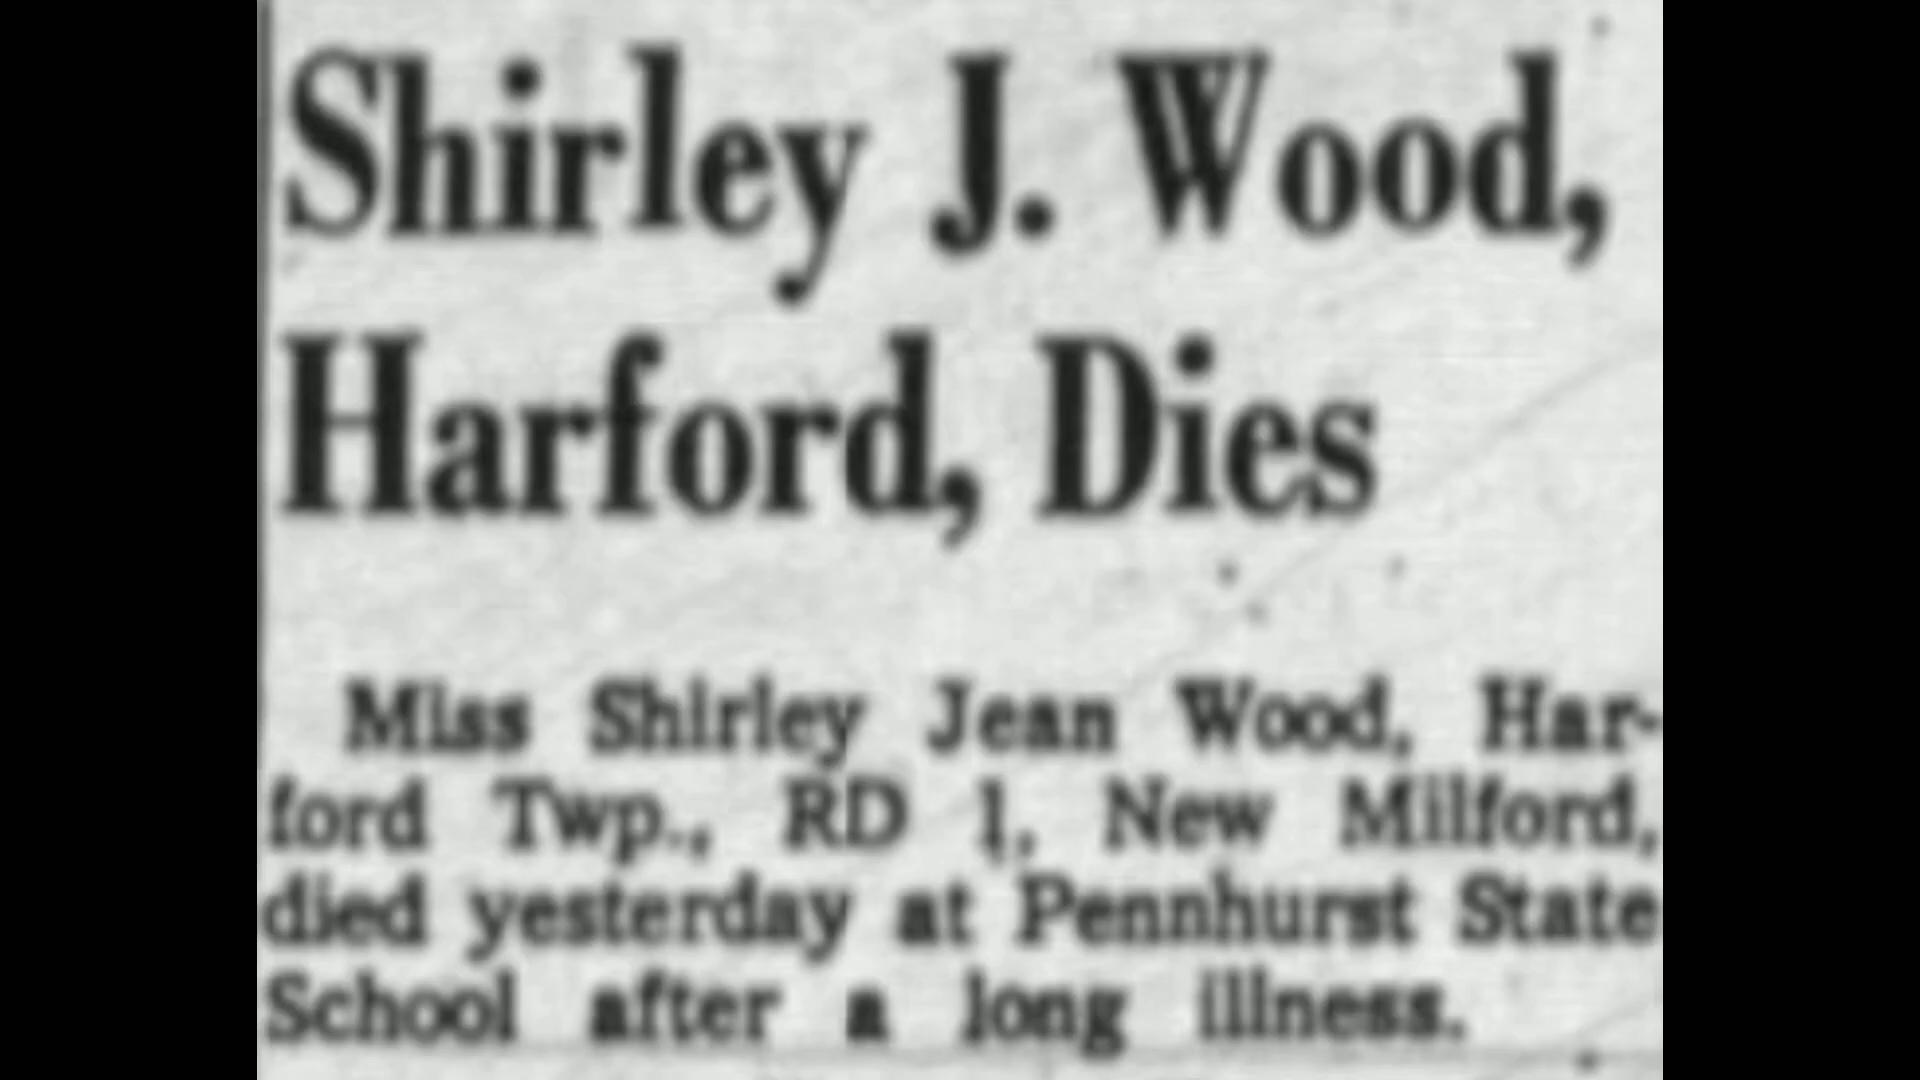 Shirley J. Wood,
Harford, Dies
Miss Shirley Jean Wood, Har-
ford Twp., RD 1, New Milford,
died yesterday at Pennhurst State
School after a long illness.